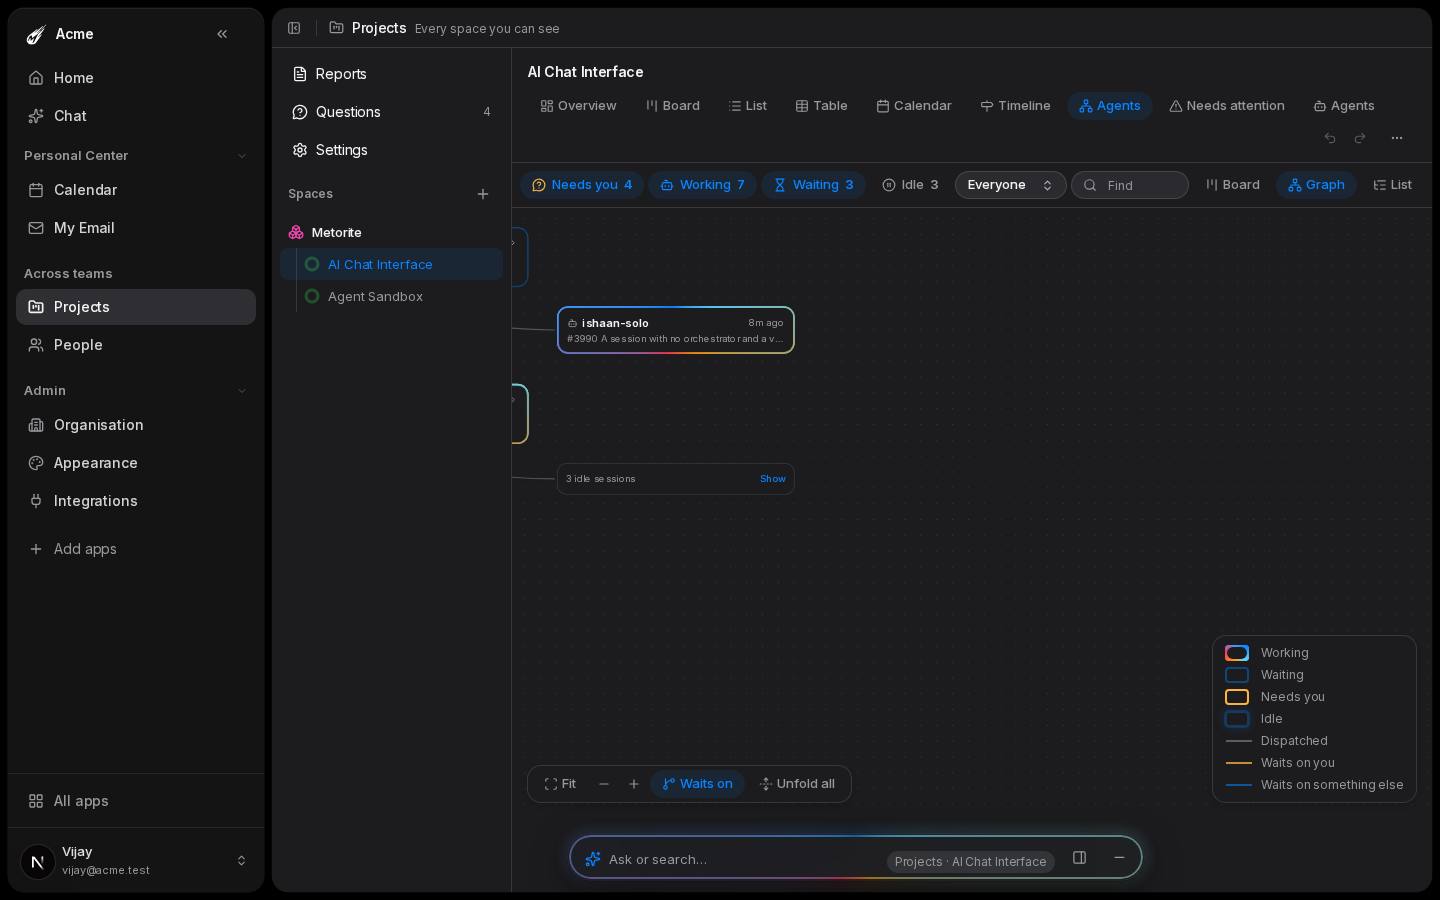 Acme
Home
Chat
Personal Center
Calendar
My Email
Across teams
Projects
People
Admin
Organisation
Appearance
Integrations
Add apps
All apps
Vijay
vijay@acme.test
Projects Every space you can see
Reports
Questions 4
Settings
Spaces
Metorite
AI Chat Interface
Agent Sandbox
AI Chat Interface
Overview Board List Table Calendar Timeline Agents Needs attention Agents
Needs you 4 Working 7 Waiting 3 Idle 3 Everyone Find Board Graph List
ishaan-solo 8m ago
#3990 A session with no orchestrator and a v...
3 idle sessions Show
Working
Waiting
Needs you
Idle
Dispatched
Waits on you
Waits on something else
Fit Waits on Unfold all
Ask or search... Projects · AI Chat Interface